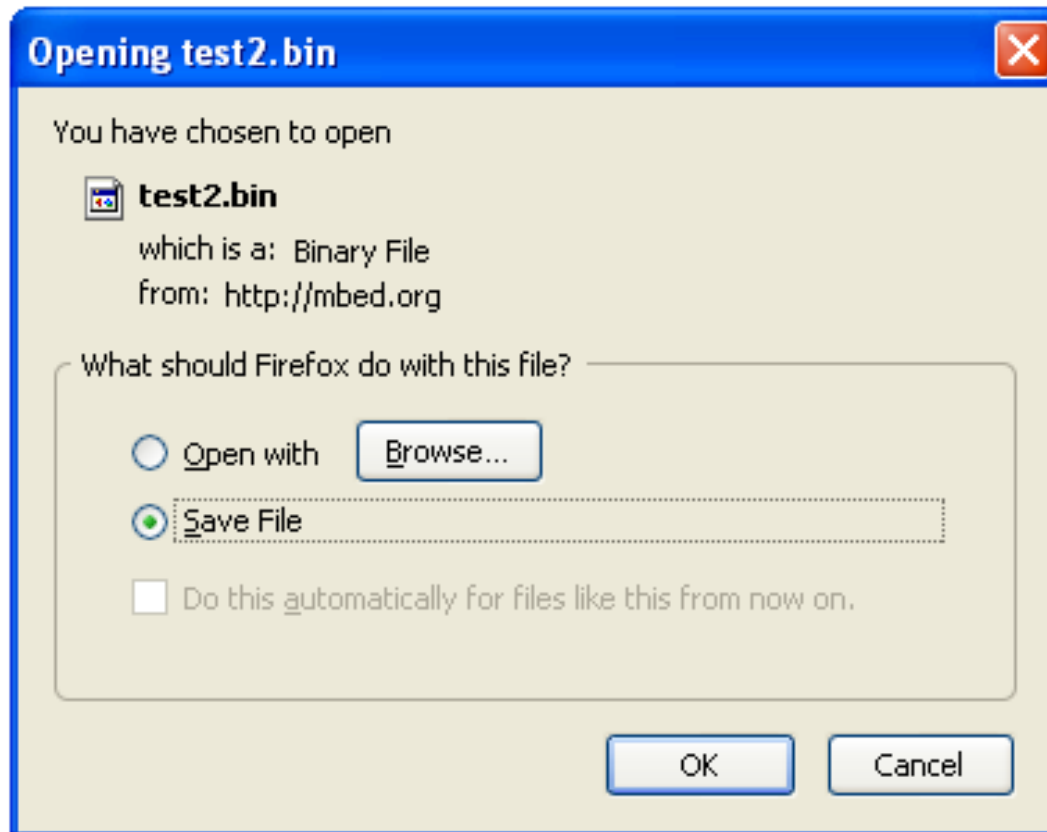 Opening test2.bin
You have chosen to open
test2.bin
which is a: Binary File
from: http://mbed.org
What should Firefox do with this file?
Open with Browse...
Save File
Do this automatically for files like this from now on.
OK Cancel